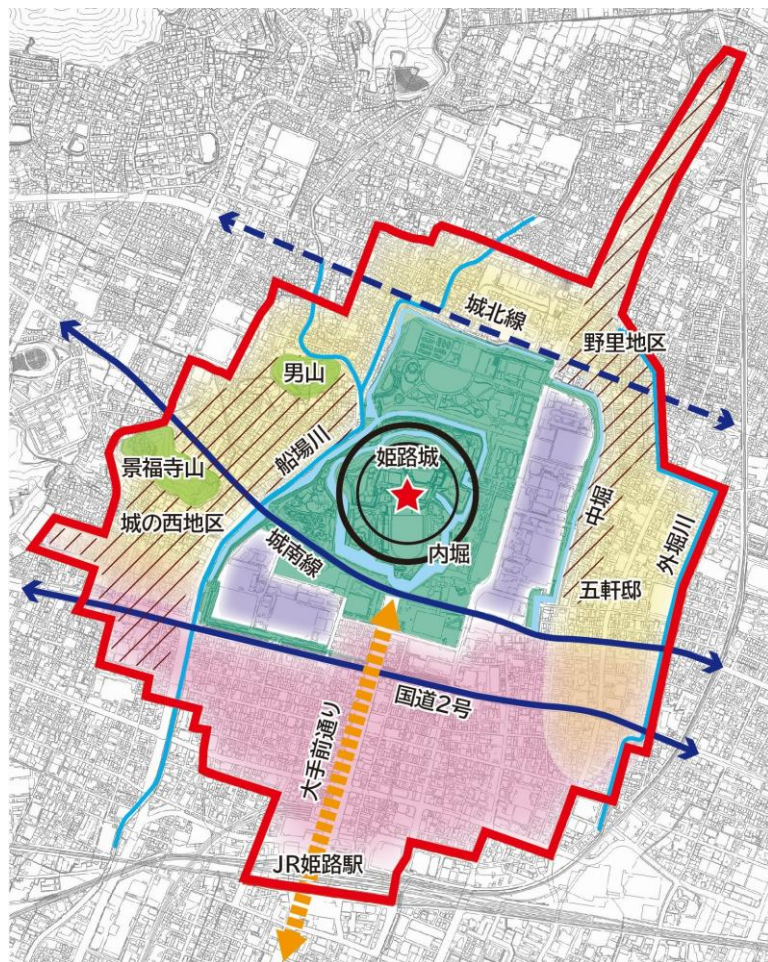 城北線
野里地区
男山
船場川
姫路城
景福寺山
中堀
城の西地区
内堀
外堀川
城南線
五軒邸
国道2号
大手前通り
JR姫路駅